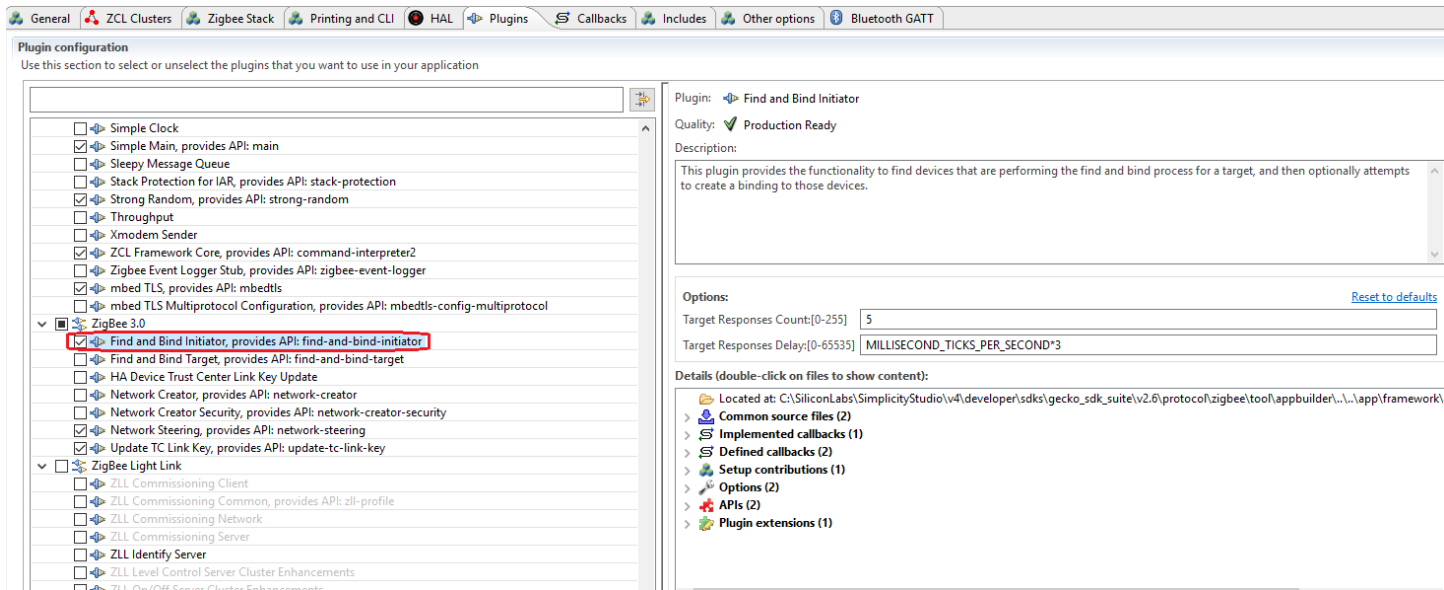 General ZCL Clusters Zigbee Stack Printing and CLI HAL Plugins Callbacks Includes Other options Bluetooth GATT
Plugin configuration
Use this section to select or unselect the plugins that you want to use in your application
Simple Clock
Simple Main, provides API: main
Sleepy Message Queue
Stack Protection for IAR, provides API: stack-protection
Strong Random, provides API: strong-random
Throughput
Xmodem Sender
ZCL Framework Core, provides API: command-interpreter2
Zigbee Event Logger Stub, provides API: zigbee-event-logger
mbed TLS, provides API: mbedtls
mbed TLS Multiprotocol Configuration, provides API: mbedtls-config-multiprotocol
ZigBee 3.0
Find and Bind Initiator, provides API: find-and-bind-initiator
Find and Bind Target, provides API: find-and-bind-target
HA Device Trust Center Link Key Update
Network Creator, provides API: network-creator
Network Creator Security, provides API: network-creator-security
Network Steering, provides API: network-steering
Update TC Link Key, provides API: update-tc-link-key
ZigBee Light Link
ZLL Commissioning Client
ZLL Commissioning Common, provides API: zll-profile
ZLL Commissioning Network
ZLL Commissioning Server
ZLL Identify Server
ZLL Level Control Server Cluster Enhancements
ZLL On/Off Server Cluster Enhancements
Plugin: Find and Bind Initiator
Quality: Production Ready
Description:
This plugin provides the functionality to find devices that are performing the find and bind process for a target, and then optionally attempts
to create a binding to those devices.
Options: Reset to defaults
Target Responses Count:[0-255] 5
Target Responses Delay:[0-65535] MILLISECOND_TICKS_PER_SECOND*3
Details (double-click on files to show content):
Located at: C:\SiliconLabs\SimplicityStudio\v4\developer\sdks\gecko_sdk_suite\v2.6\protocol\zigbee\tool\appbuilder\..\..\app\framework\
Common source files (2)
Implemented callbacks (1)
Defined callbacks (2)
Setup contributions (1)
Options (2)
APIs (2)
Plugin extensions (1)